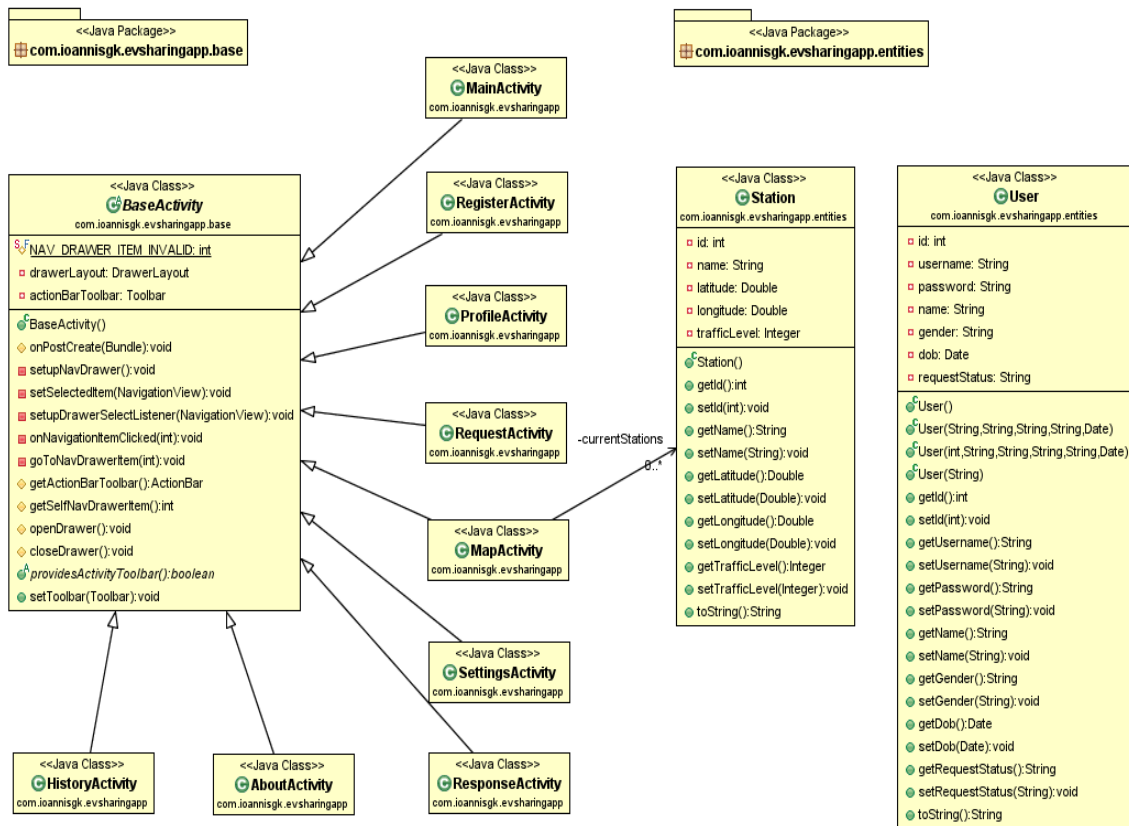 <<Java Package>>
com.ioannisgk.evsharingapp.base
<<Java Package>>
com.ioannisgk.evsharingapp.entities
<<Java Class>>
MainActivity
com.ioannisgk.evsharingapp
<<Java Class>>
BaseActivity
com.ioannisgk.evsharingapp.base
NAV_DRAWER_ITEM_INVALID: int
drawerLayout: DrawerLayout
actionBarToolbar: Toolbar
BaseActivity()
onPostCreate(Bundle):void
setupNavDrawer():void
setSelectedItem(NavigationView):void
setupDrawerSelectListener(NavigationView):void
onNavigationItemClicked(int):void
goToNavDrawerItem(int):void
getActionBarToolbar():ActionBar
getSelfNavDrawerItem():int
openDrawer():void
closeDrawer():void
providesActivityToolbar():boolean
setToolbar(Toolbar):void
<<Java Class>>
RegisterActivity
com.ioannisgk.evsharingapp
<<Java Class>>
ProfileActivity
com.ioannisgk.evsharingapp
<<Java Class>>
RequestActivity
com.ioannisgk.evsharingapp
<<Java Class>>
MapActivity
com.ioannisgk.evsharingapp
-currentStations
0..*
<<Java Class>>
SettingsActivity
com.ioannisgk.evsharingapp
<<Java Class>>
HistoryActivity
com.ioannisgk.evsharingapp
<<Java Class>>
AboutActivity
com.ioannisgk.evsharingapp
<<Java Class>>
ResponseActivity
com.ioannisgk.evsharingapp
<<Java Class>>
Station
com.ioannisgk.evsharingapp.entities
id: int
name: String
latitude: Double
longitude: Double
trafficLevel: Integer
Station()
getId():int
setId(int):void
getName():String
setName(String):void
getLatitude():Double
setLatitude(Double):void
getLongitude():Double
setLongitude(Double):void
getTrafficLevel():Integer
setTrafficLevel(Integer):void
toString():String
<<Java Class>>
User
com.ioannisgk.evsharingapp.entities
id: int
username: String
password: String
name: String
gender: String
dob: Date
requestStatus: String
User()
User(String,String,String,String,Date)
User(int,String,String,String,String,Date)
User(String)
getId():int
setId(int):void
getUsername():String
setUsername(String):void
getPassword():String
setPassword(String):void
getName():String
setName(String):void
getGender():String
setGender(String):void
getDob():Date
setDob(Date):void
getRequestStatus():String
setRequestStatus(String):void
toString():String